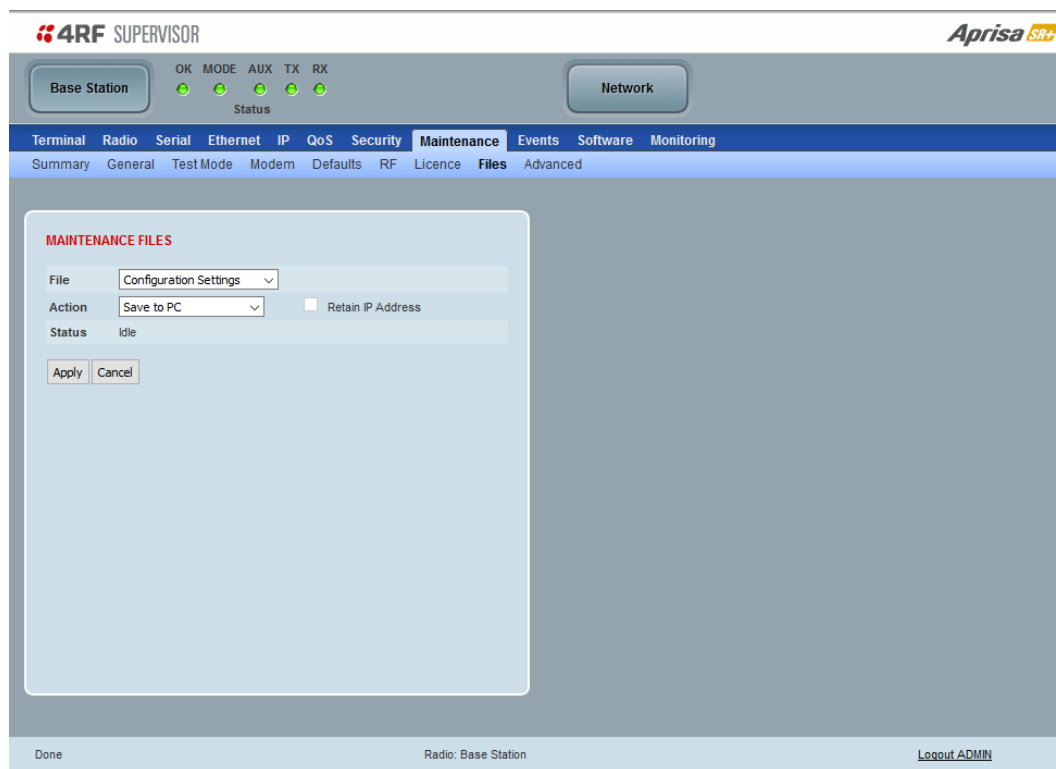 4RF SUPERVISOR
Aprisa SR+
Base Station
OK MODE AUX TX RX
Status
Network
Terminal Radio Serial Ethernet IP QoS Security Maintenance Events Software Monitoring
Summary General Test Mode Modem Defaults RF Licence Files Advanced
MAINTENANCE FILES
File Configuration Settings
Action Save to PC Retain IP Address
Status Idle
Apply Cancel
Done Radio: Base Station Logout ADMIN